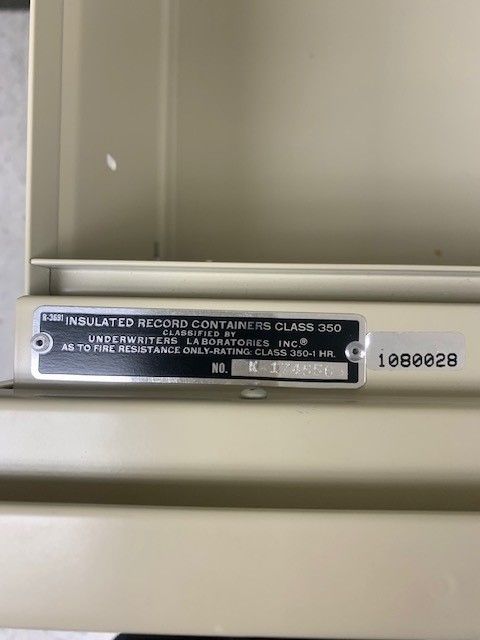 R-3691
INSULATED RECORD CONTAINERS CLASS 350
CLASSIFIED BY
UNDERWRITERS LABORATORIES INC®
AS TO FIRE RESISTANCE ONLY-RATING: CLASS 350-1 HR.
NO.
1080028